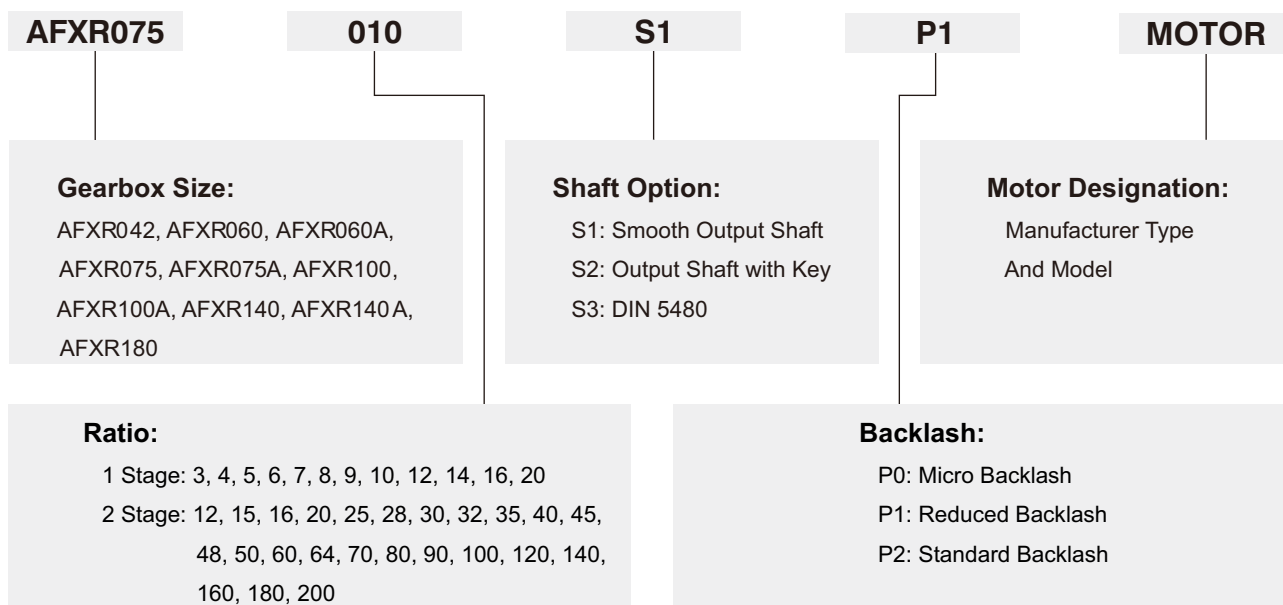 AFXR075 010 S1 P1 MOTOR
Gearbox Size:
AFXR042, AFXR060, AFXR060A,
AFXR075, AFXR075A, AFXR100,
AFXR100A, AFXR140, AFXR140A,
AFXR180
Shaft Option:
S1: Smooth Output Shaft
S2: Output Shaft with Key
S3: DIN 5480
Motor Designation:
Manufacturer Type
And Model
Ratio:
1 Stage: 3, 4, 5, 6, 7, 8, 9, 10, 12, 14, 16, 20
2 Stage: 12, 15, 16, 20, 25, 28, 30, 32, 35, 40, 45,
48, 50, 60, 64, 70, 80, 90, 100, 120, 140,
160, 180, 200
Backlash:
P0: Micro Backlash
P1: Reduced Backlash
P2: Standard Backlash